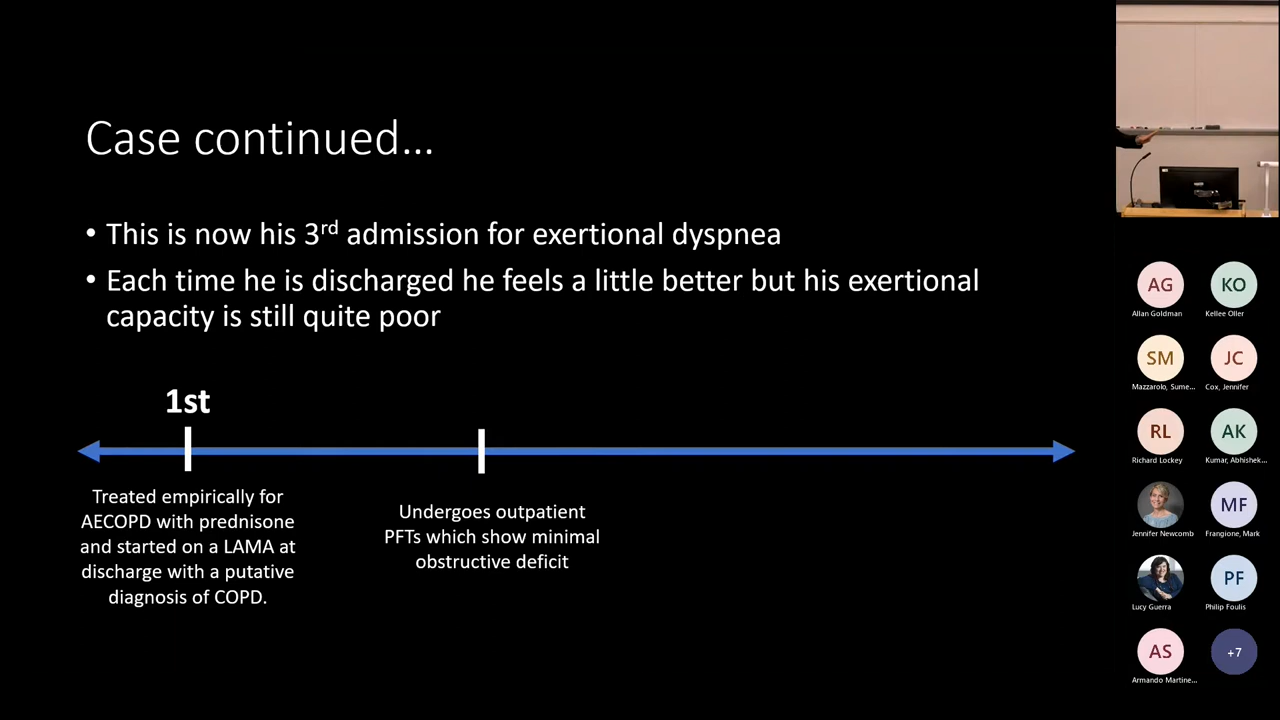 Case continued…
• This is now his 3rd admission for exertional dyspnea
• Each time he is discharged he feels a little better but his exertional
capacity is still quite poor
1st
Treated empirically for
AECOPD with prednisone
and started on a LAMA at
discharge with a putative
diagnosis of COPD.
Undergoes outpatient
PFTs which show minimal
obstructive deficit
AG
Allan Goldman
KO
Kellee Oller
SM
Mazzarolo, Sume...
JC
Cox, Jennifer
RL
Richard Lockey
AK
Kumar, Abhishek...
Jennifer Newcomb
MF
Frangione, Mark
Lucy Guerra
PF
Philip Foulis
AS
Armando Martine...
+7